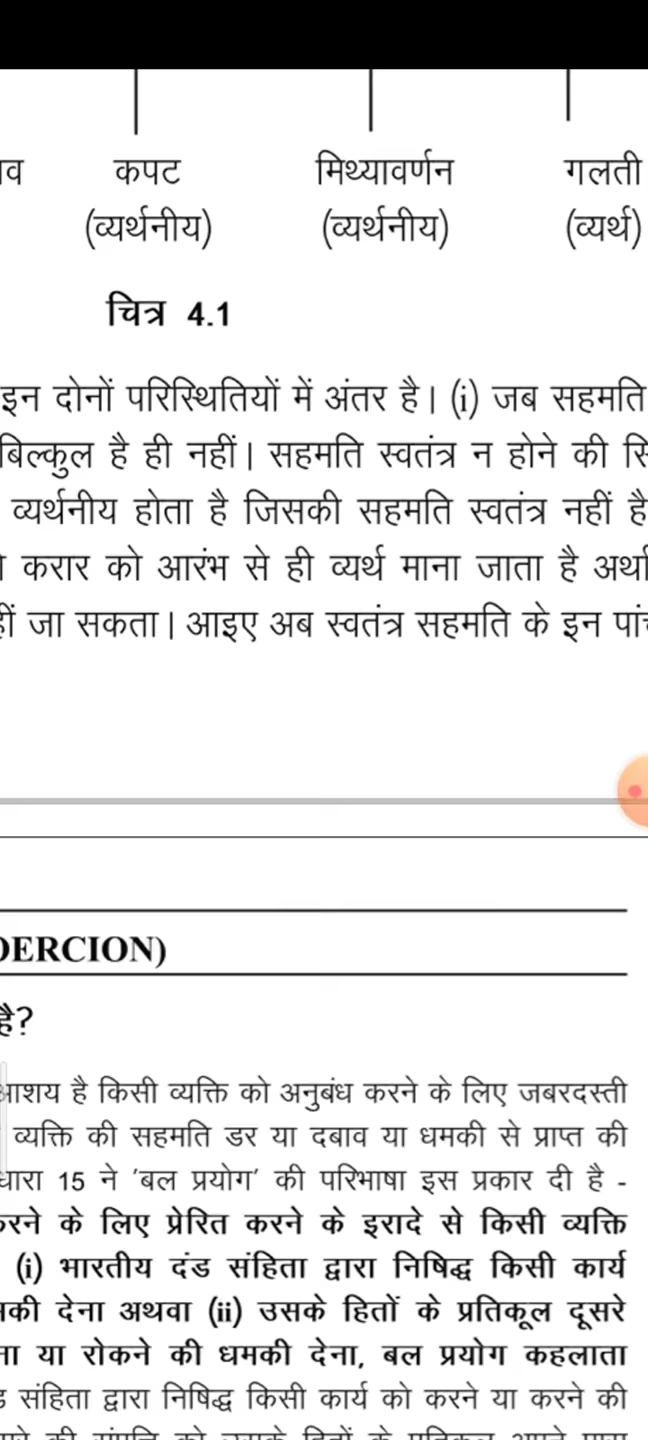 कपट मिथ्यावर्णन गलती
(व्यर्थनीय) (व्यर्थनीय) (व्यर्थ)
चित्र 4.1
इन दोनों परिस्थितियों में अंतर है। (i) जब सहमति
बिल्कुल है ही नहीं। सहमति स्वतंत्र न होने की
व्यर्थनीय होता है जिसकी सहमति स्वतंत्र नहीं है
करार को आरंभ से ही व्यर्थ माना जाता है
जा सकता। आइए अब स्वतंत्र सहमति के इन
है?
आशय है किसी व्यक्ति को अनुबंध करने के लिए जबरदस्ती
व्यक्ति की सहमति डर या दबाव या धमकी से प्राप्त की
धारा 15 ने 'बल प्रयोग' की परिभाषा इस प्रकार दी है -
करने के लिए प्रेरित करने के इरादे से किसी व्यक्ति
(i) भारतीय दंड संहिता द्वारा निषिद्ध किसी कार्य
देना अथवा (ii) उसके हितों के प्रतिकूल दूसरे
या रोकने की धमकी देना, बल प्रयोग कहलाता
संहिता द्वारा निषिद्ध किसी कार्य को करने या करने की